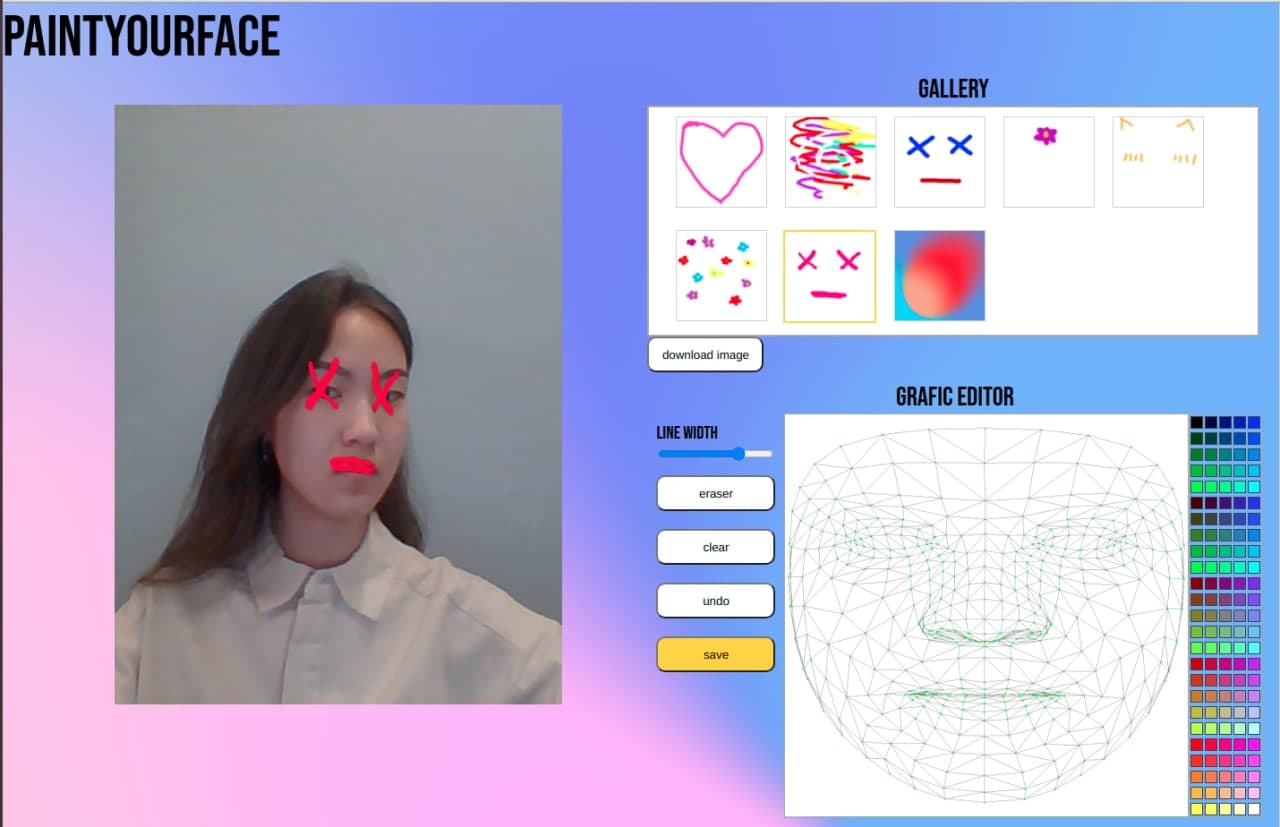 PAINTYOURFACE
GALLERY
download image
GRAFIC EDITOR
LINE WIDTH
eraser
clear
undo
save